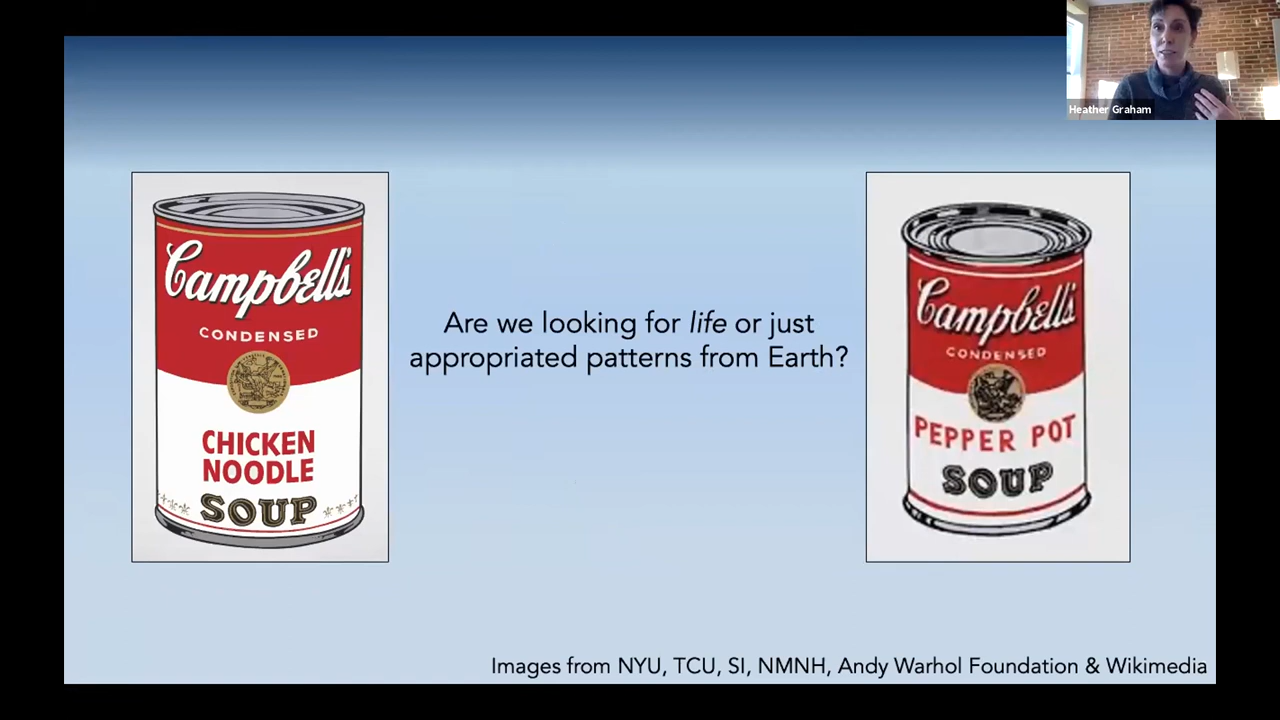 Heather Graham
Campbell's
CONDENSED
CHICKEN
NOODLE
SOUP
Are we looking for life or just
appropriated patterns from Earth?
Campbell's
CONDENSED
PEPPER POT
SOUP
Images from NYU, TCU, SI, NMNH, Andy Warhol Foundation & Wikimedia